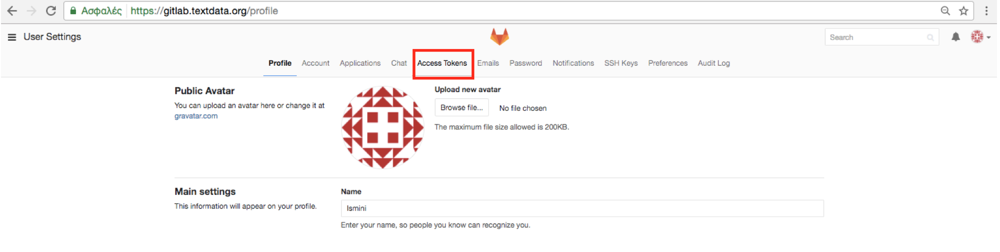 Ασφαλές https://gitlab.textdata.org/profile
User Settings
Search
Profile Account Applications Chat Access Tokens Emails Password Notifications SSH Keys Preferences Audit Log
Public Avatar
You can upload an avatar here or change it at
gravatar.com
Upload new avatar
Browse file... No file chosen
The maximum file size allowed is 200KB.
Main settings
This information will appear on your profile.
Name
Ismini
Enter your name, so people you know can recognize you.